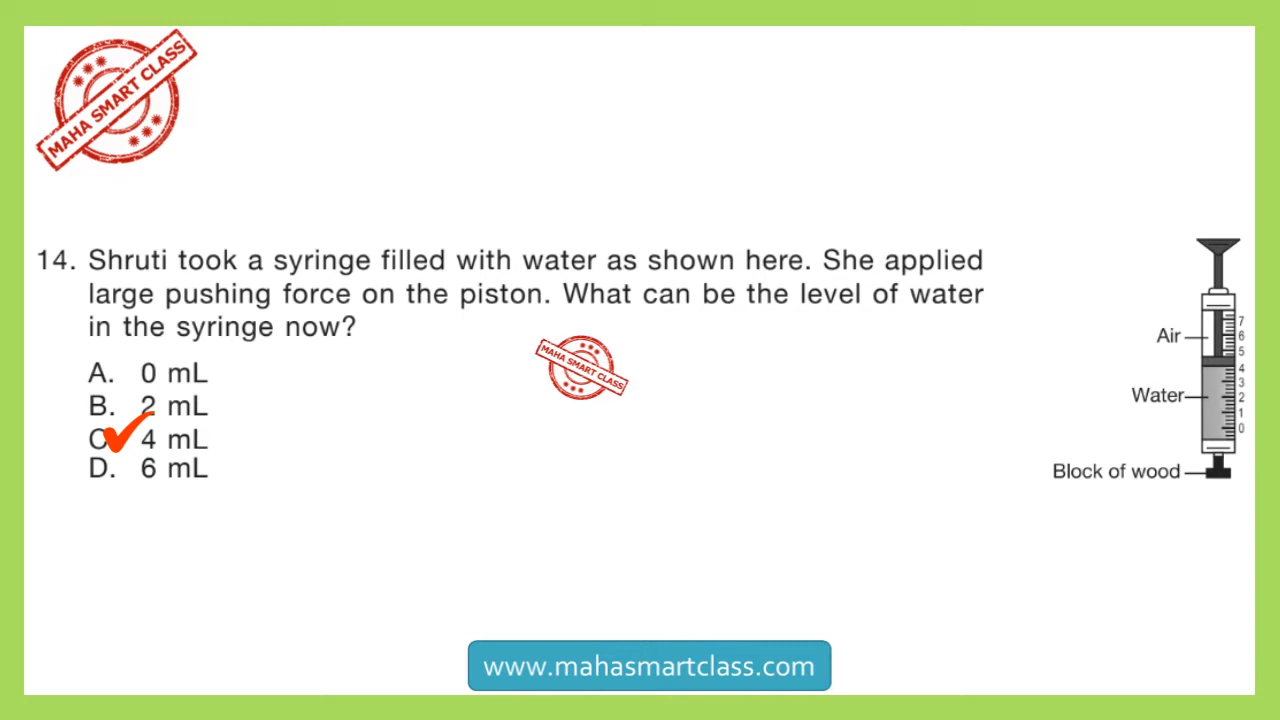 MAHA SMART CLASS
14. Shruti took a syringe filled with water as shown here. She applied
large pushing force on the piston. What can be the level of water
in the syringe now?
MAHA SMART CLASS
A. 0 mL
B. 2 mL
C 4 mL
D. 6 mL
7
Air 6
5
4
3
Water 2
1
0
Block of wood
www.mahasmartclass.com